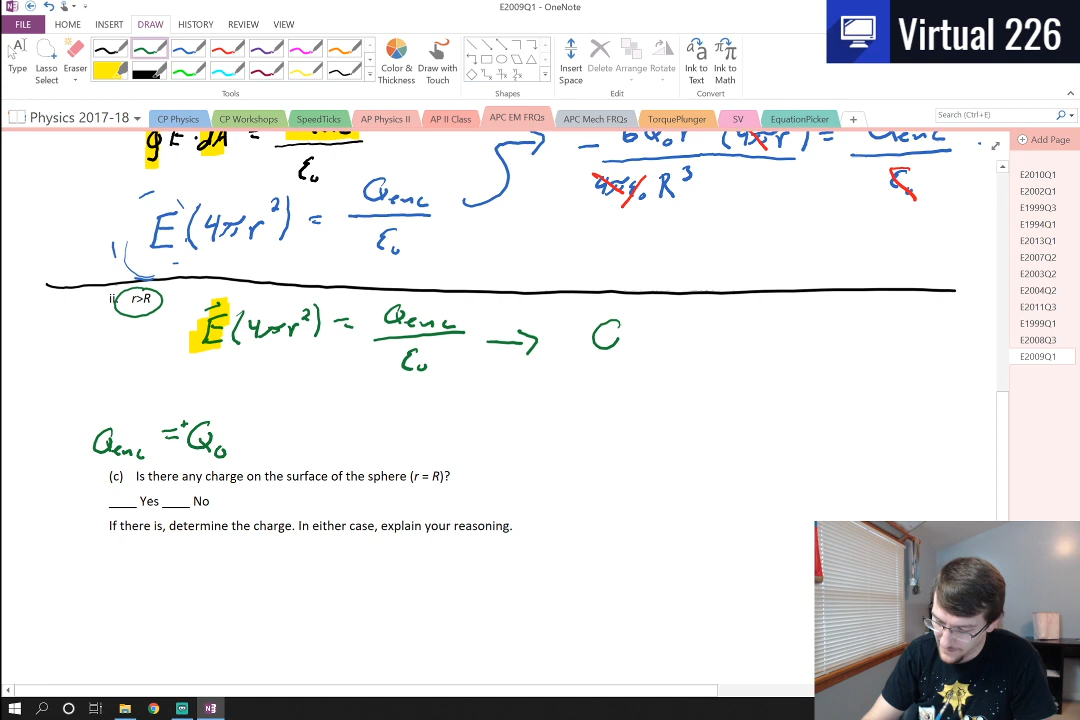 E2009Q1 - OneNote
Virtual 226
FILE HOME INSERT DRAW HISTORY REVIEW VIEW
Type Lasso Select Eraser Color & Thickness Draw with Touch Insert Space Delete Arrange Rotate Ink to Text Ink to Math
Tools Shapes Edit Convert
Physics 2017-18 CP Physics CP Workshops SpeedTicks AP Physics II AP II Class APC EM FRQs APC Mech FRQs TorquePlunger SV EquationPicker Search (Ctrl+E)
Add Page
E2010Q1
E2002Q1
E1999Q3
E1994Q1
E2013Q1
E2007Q2
E2003Q2
E2004Q2
E2011Q3
E1999Q1
E2008Q3
E2009Q1
∮ E · dA = / ε₀
E (4πr²) = Qenc / ε₀
R³
ii. r>R
E⃗ (4πr²) = Qenc / ε₀ →
Qenc = +Q₀
(c) Is there any charge on the surface of the sphere (r = R)?
____ Yes ____ No
If there is, determine the charge. In either case, explain your reasoning.